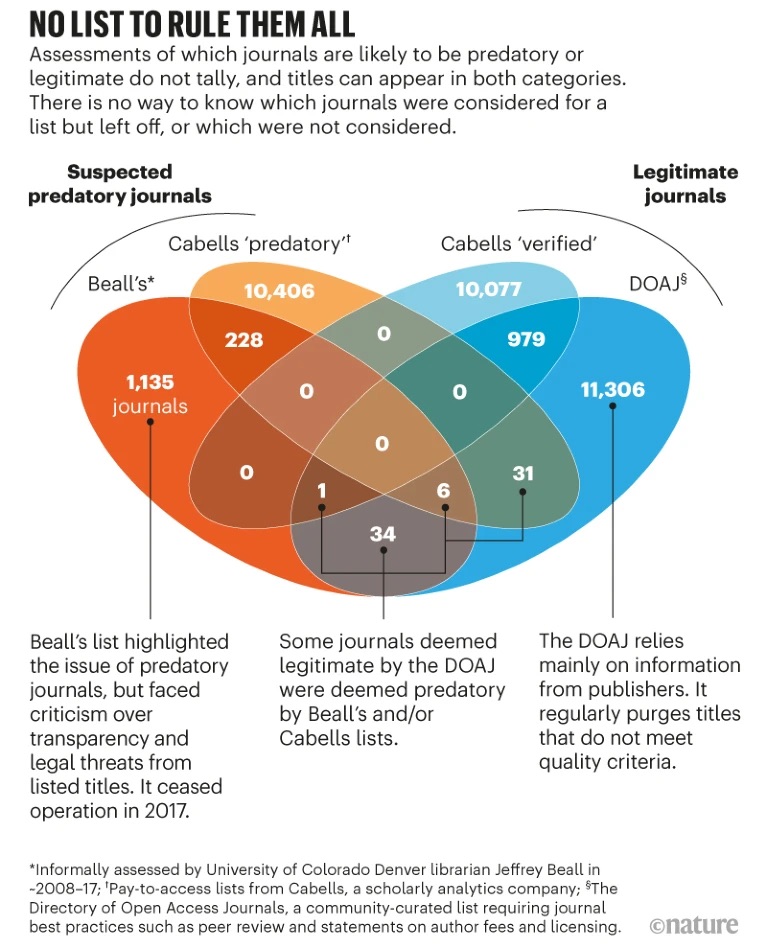 NO LIST TO RULE THEM ALL
Assessments of which journals are likely to be predatory or
legitimate do not tally, and titles can appear in both categories.
There is no way to know which journals were considered for a
list but left off, or which were not considered.
Suspected
predatory journals
Legitimate
journals
Cabells ‘predatory’†
Cabells ‘verified’
Beall’s*
DOAJ§
10,406
10,077
228
0
979
1,135
journals
0
0
11,306
0
0
31
1
6
34
Beall’s list highlighted
the issue of predatory
journals, but faced
criticism over
transparency and
legal threats from
listed titles. It ceased
operation in 2017.
Some journals deemed
legitimate by the DOAJ
were deemed predatory
by Beall’s and/or
Cabells lists.
The DOAJ relies
mainly on information
from publishers. It
regularly purges titles
that do not meet
quality criteria.
*Informally assessed by University of Colorado Denver librarian Jeffrey Beall in
~2008–17; †Pay-to-access lists from Cabells, a scholarly analytics company; §The
Directory of Open Access Journals, a community-curated list requiring journal
best practices such as peer review and statements on author fees and licensing.
©nature